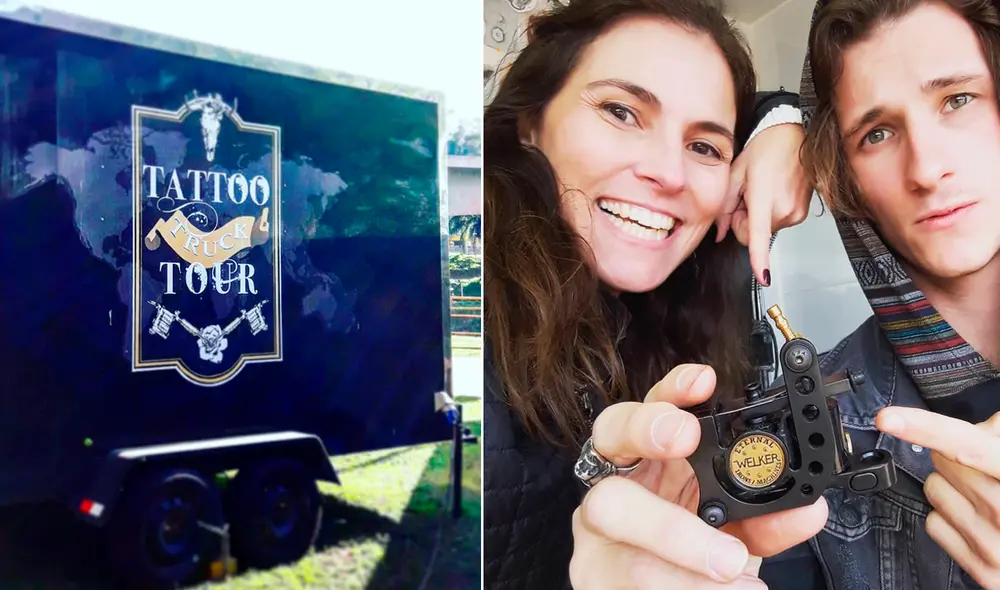 TATTOO
TRUCK
TOUR
ETERNAL
WELKER